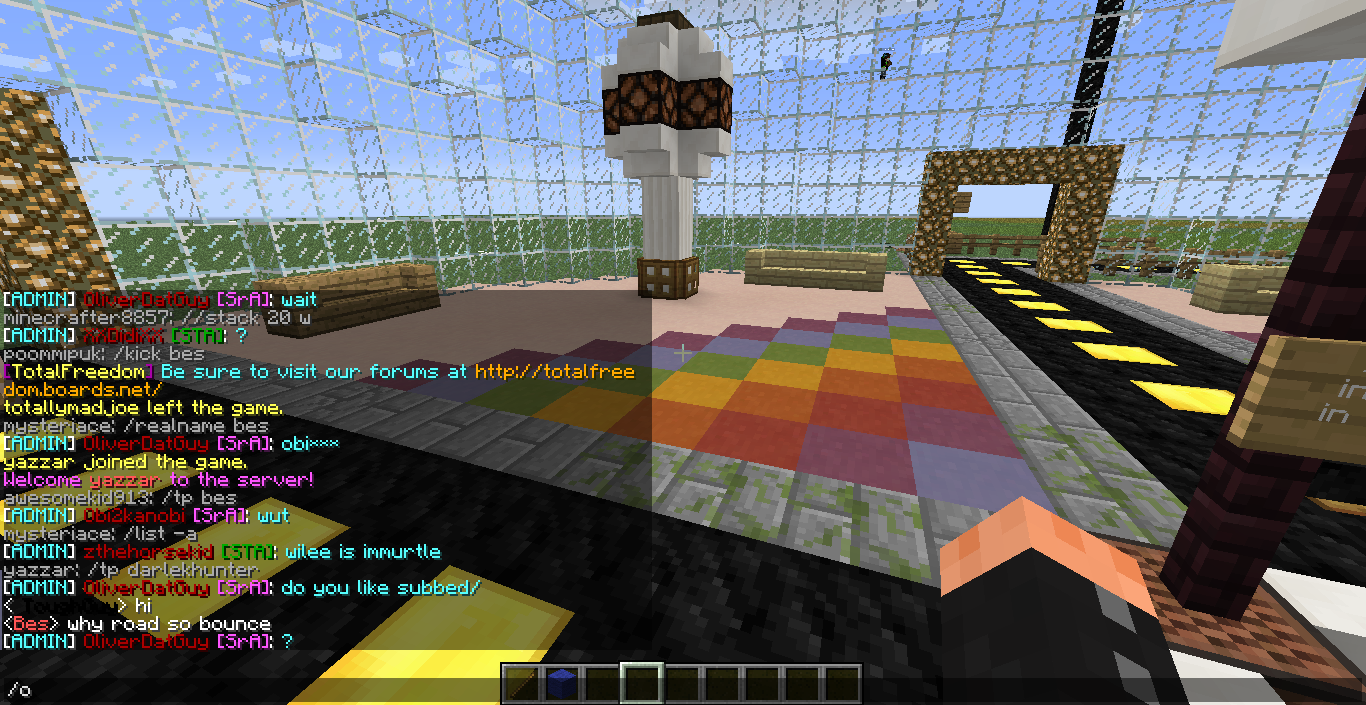 [ADMIN] OliverDatGuy [SrA]: wait
minecrafter8857: //stack 20 w
[ADMIN] XXDidiXX [STA]: ?
poommipuk: /kick bes
[TotalFreedom] Be sure to visit our forums at http://totalfree
dom.boards.net/
totallymadjoe left the game.
mysteriace: /realname bes
[ADMIN] OliverDatGuy [SrA]: obi×××
yazzar joined the game.
Welcome yazzar to the server!
awesomekid913: /tp bes
[ADMIN] Obi2kanobi [SrA]: wut
mysteriace: /list -a
[ADMIN] zthehorsekid [STA]: wilee is immurtle
yazzar: /tp darlekhunter
[ADMIN] OliverDatGuy [SrA]: do you like subbed/
< > hi
<Bes> why road so bounce
[ADMIN] OliverDatGuy [SrA]: ?
in
in
/o